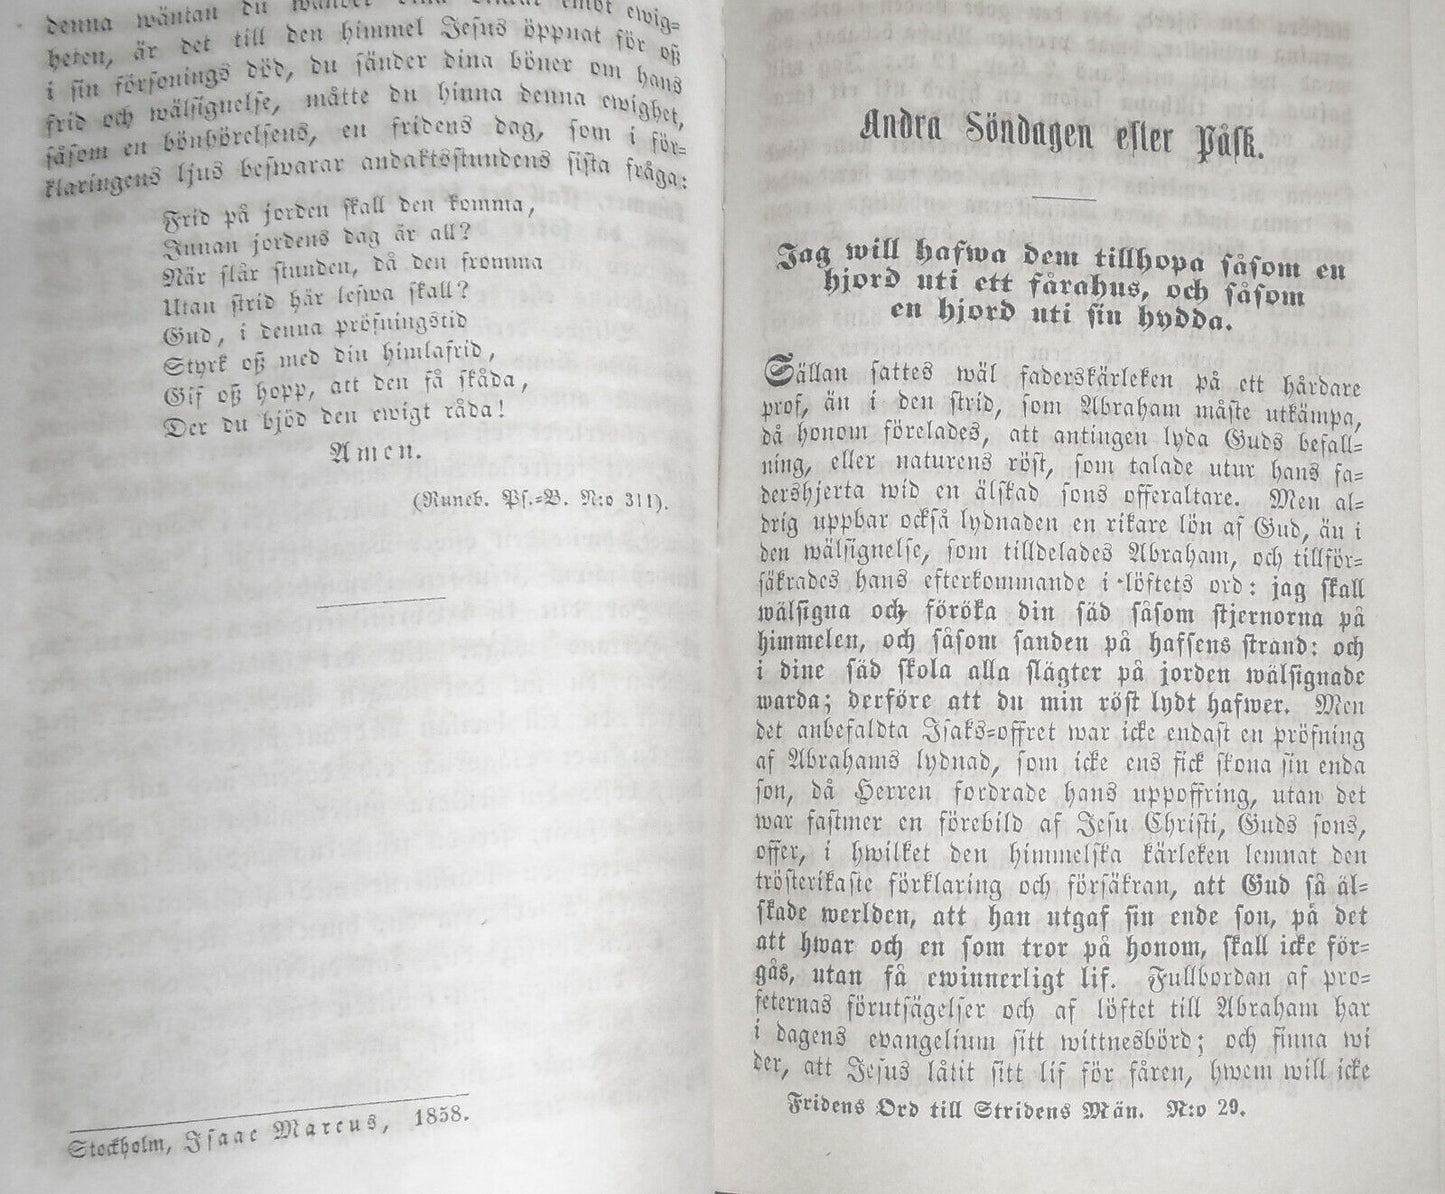 denna wäntan du wandr dina ewig=
heten, är det till den himmel Jesus öppnat för oß
i sin försonings död, du sänder dina böner om hans
frid och wälsignelse, måtte du hinna denna ewighet,
såsom en bönhörelsens, en fridens dag, som i för=
klaringens ljus beswarar andaktsstundens sista fråga:
Frid på jorden skall den komma,
Innan jordens dag är all?
När slår stunden, då den fromma
Utan strid här lefwa skall?
Gud, i denna pröfningstid
Styrk oß med din himlafrid,
Gif oß hopp, att den få skåda,
Der du bjöd den ewigt råda!
Amen.
(Runeb. Ps.=B. N:o 311).
Stockholm, Isaac Marcus, 1858.
Andra Söndagen efter Påsk.
Jag will hafwa dem tillhopa såsom en
hjord uti ett fårahus, och såsom
en hjord uti sin hydda.
Sällan sattes wäl faderskärleken på ett hårdare
prof, än i den strid, som Abraham måste utkämpa,
då honom förelades, att antingen lyda Guds befall=
ning, eller naturens röst, som talade utur hans fa=
dershjerta wid en älskad sons offeraltare. Men al=
drig uppbar också lydnaden en rikare lön af Gud, än i
den wälsignelse, som tilldelades Abraham, och tillför=
säkrades hans efterkommande i löftets ord: jag skall
wälsigna och föröka din säd såsom stjernorna på
himmelen, och såsom sanden på hafsens strand: och
i dine säd skola alla slägter på jorden wälsignade
warda; derföre att du min röst lydt hafwer. Men
det anbefaldta Isaks=offret war icke endast en pröfning
af Abrahams lydnad, som icke ens fick skona sin enda
son, då Herren fordrade hans uppoffring, utan det
war fastmer en förebild af Jesu Christi, Guds sons,
offer, i hwilket den himmelska kärleken lemnat den
tröstérikaste förklaring och försäkran, att Gud så äl=
skade werlden, att han utgaf sin ende son, på det
att hwar och en som tror på honom, skall icke för=
gås, utan få ewinnerligt lif. Fullbordan af pro=
feternas förutsägelser och af löftet till Abraham har
i dagens evangelium sitt wittnesbörd; och finna wi
der, att Jesus låtit sitt lif för fåren, hwem will icke
Fridens Ord till Stridens Män. N:o 29.